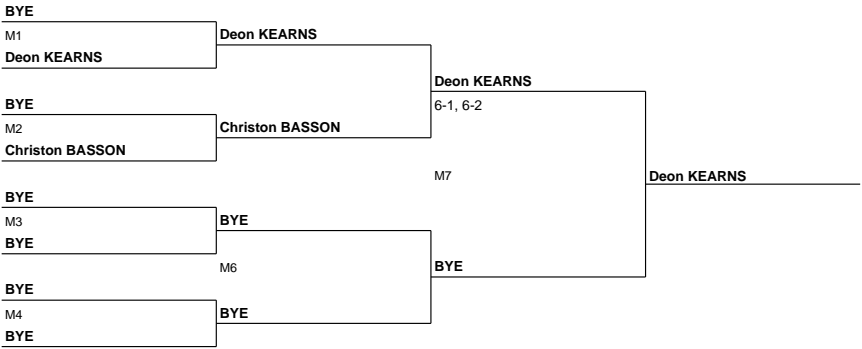 BYE
M1
Deon KEARNS
Deon KEARNS
BYE
M2
Christon BASSON
Christon BASSON
Deon KEARNS
6-1, 6-2
M7
Deon KEARNS
BYE
M3
BYE
BYE
M6
BYE
M4
BYE
BYE
BYE